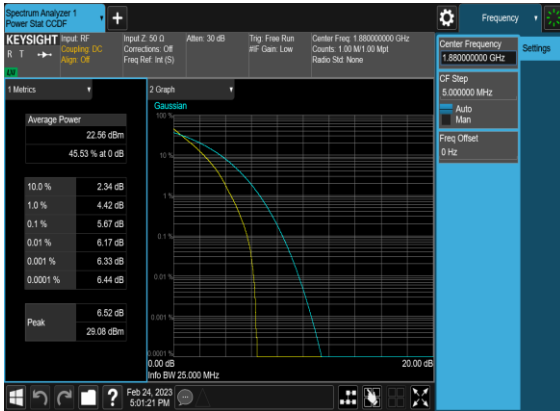 Spectrum Analyzer 1
Power Stat CCDF
+
Frequency
KEYSIGHT
R T
LXI
Input: RF
Coupling: DC
Align: Off
Input Z: 50 Ω
Corrections: Off
Freq Ref: Int (S)
Atten: 30 dB
Trig: Free Run
#IF Gain: Low
Center Freq: 1.880000000 GHz
Counts: 1.00 M/1.00 Mpt
Radio Std: None
Center Frequency
1.880000000 GHz
Settings
CF Step
5.000000 MHz
Auto
Man
Freq Offset
0 Hz
1 Metrics
Average Power
22.56 dBm
45.53 % at 0 dB
10.0 % 2.34 dB
1.0 % 4.42 dB
0.1 % 5.67 dB
0.01 % 6.17 dB
0.001 % 6.33 dB
0.0001 % 6.44 dB
Peak
6.52 dB
29.08 dBm
2 Graph
Gaussian
100 %
10 %
1 %
0.1 %
0.01 %
0.001 %
0.0001 %
0.00 dB
20.00 dB
Info BW 25.000 MHz
?
Feb 24, 2023
5:01:21 PM